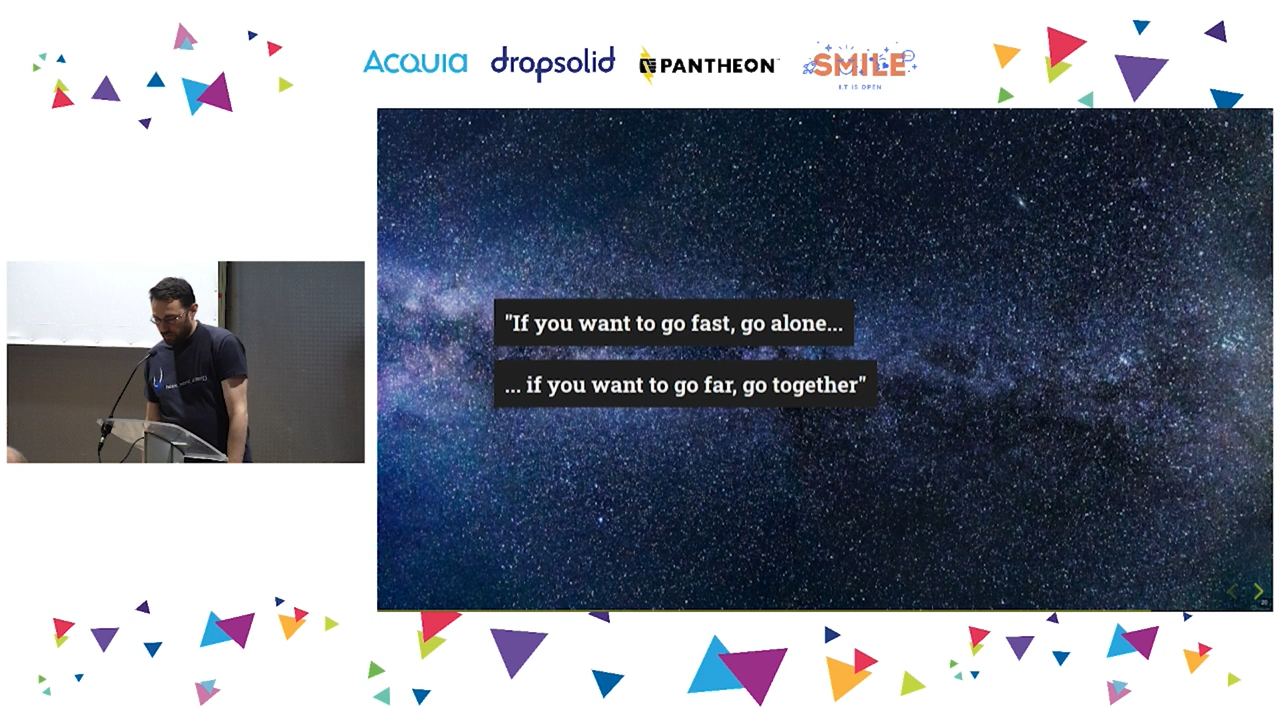 ACQUIA dropsolid PANTHEON SMILE
I.T IS OPEN
"If you want to go fast, go alone...
... if you want to go far, go together"